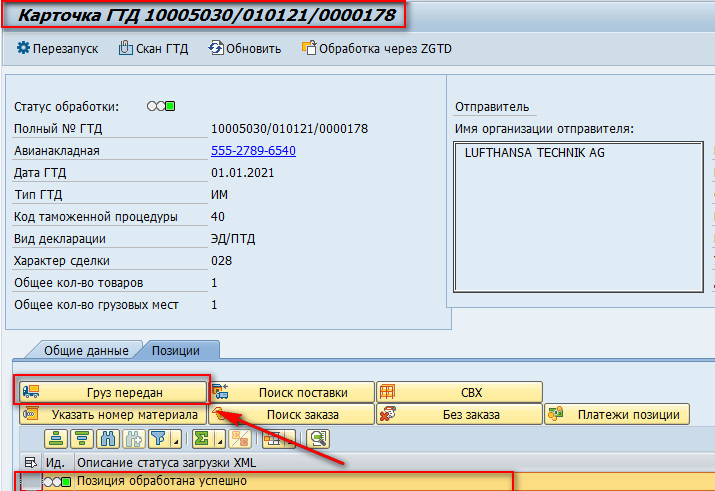 Карточка ГТД 10005030/010121/0000178
Перезапуск Скан ГТД Обновить Обработка через ZGTD
Статус обработки:
Полный № ГТД 10005030/010121/0000178
Авианакладная 555-2789-6540
Дата ГТД 01.01.2021
Тип ГТД ИМ
Код таможенной процедуры 40
Вид декларации ЭД/ПТД
Характер сделки 028
Общее кол-во товаров 1
Общее кол-во грузовых мест 1
Отправитель
Имя организации отправителя:
LUFTHANSA TECHNIK AG
Общие данные Позиции
Груз передан Поиск поставки СВХ
Указать номер материала Поиск заказа Без заказа Платежи позиции
Ид. Описание статуса загрузки XML
Позиция обработана успешно